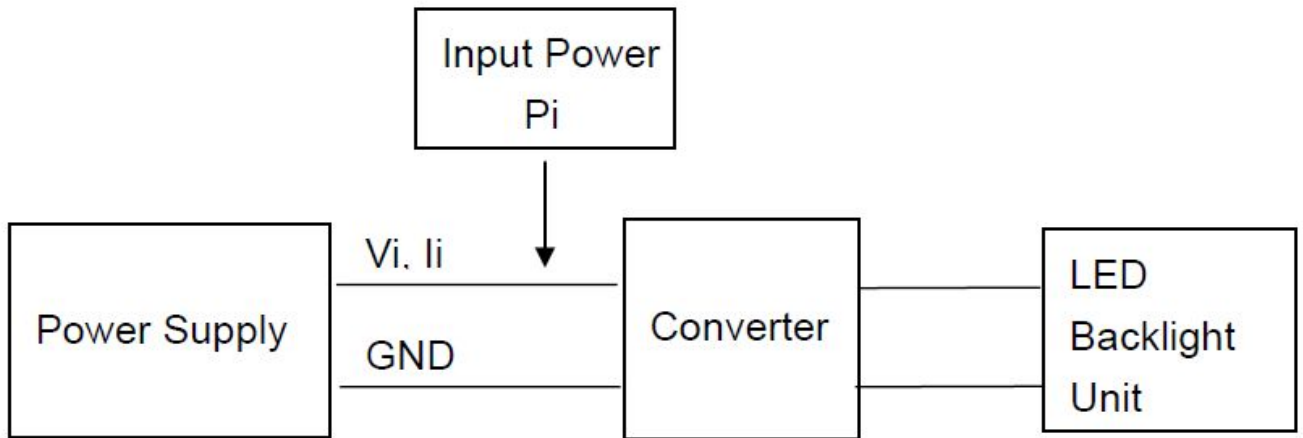 Input Power
Pi
Vi, Ii
Power Supply
GND
Converter
LED
Backlight
Unit